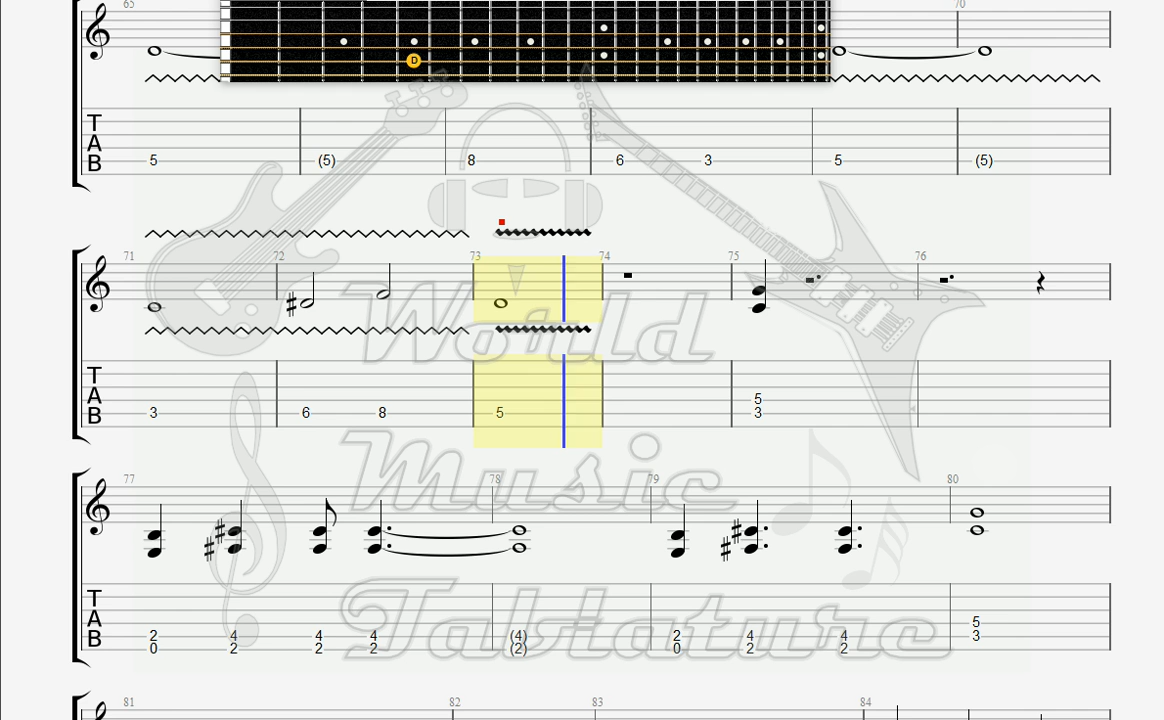 65 70
D
T
A
B
5 (5) 8 6 3 5 (5)
71 72 73 74 75 76
World
T
A
B
5
3 6 8 5 3
77 78 79 80
Music
T
A
B
5
2 4 4 4 (4) 2 4 4 3
0 2 2 2 (2) 0 2 2
Tablature
81 82 83 84